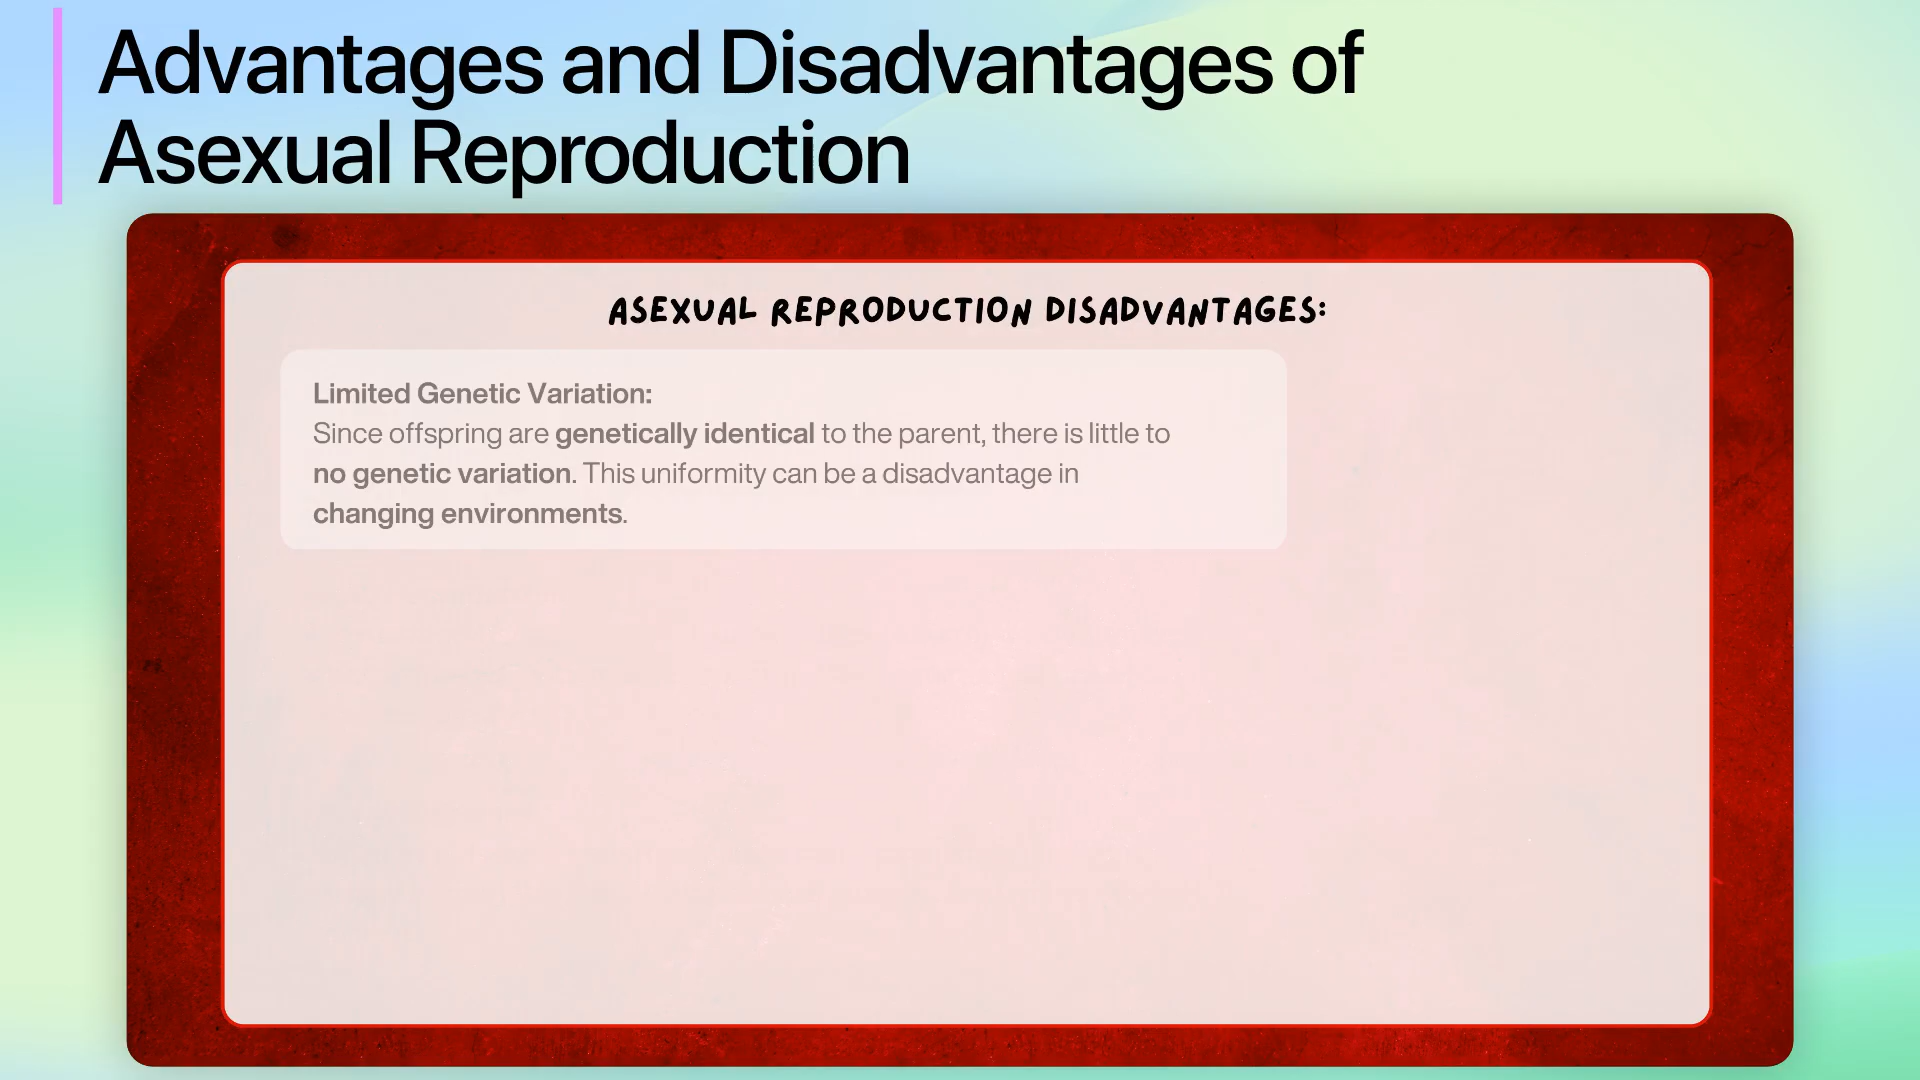 Advantages and Disadvantages of
Asexual Reproduction
ASEXUAL REPRODUCTION DISADVANTAGES:
Limited Genetic Variation:
Since offspring are genetically identical to the parent, there is little to
no genetic variation. This uniformity can be a disadvantage in
changing environments.